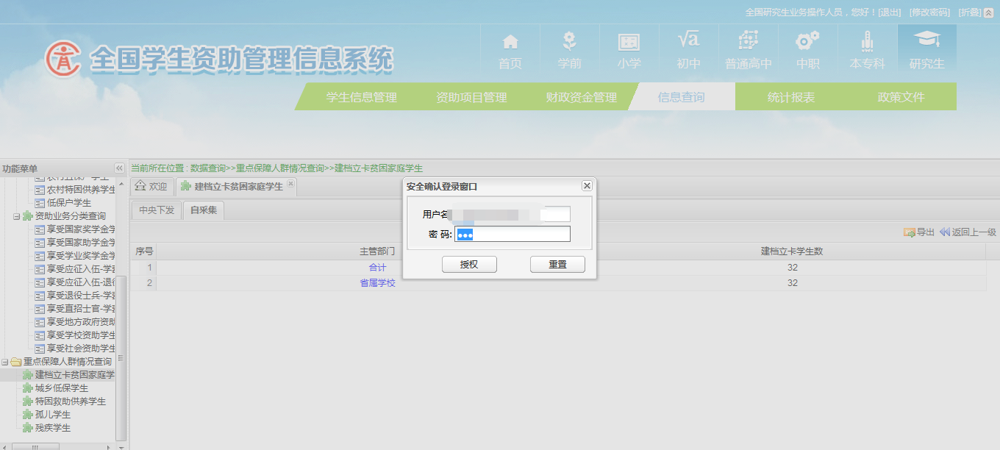 全国研究生业务操作人员，您好！[退出] [修改密码] [折叠]
全国学生资助管理信息系统
首页 学前 小学 初中 普通高中 中职 本专科 研究生
学生信息管理 资助项目管理 财政资金管理 信息查询 统计报表 政策文件
功能菜单
当前所在位置 : 数据查询>>重点保障人群情况查询>>建档立卡贫困家庭学生
欢迎 建档立卡贫困家庭学生
中央下发 自采集
农村特困供养学生
低保户学生
资助业务分类查询
享受国家奖学金学
享受国家助学金学
享受学业奖学金学
享受应征入伍-学费
享受应征入伍-退役
享受退役士兵-学费
享受直招士官-学费
享受地方政府资助
享受学校资助学生
享受社会资助学生
重点保障人群情况查询
建档立卡贫困家庭学
城乡低保学生
特困救助供养学生
孤儿学生
残疾学生
导出 返回上一级
序号 主管部门 建档立卡学生数
1 合计 32
2 省属学校 32
安全确认登录窗口
用户名
密 码:
授权 重置